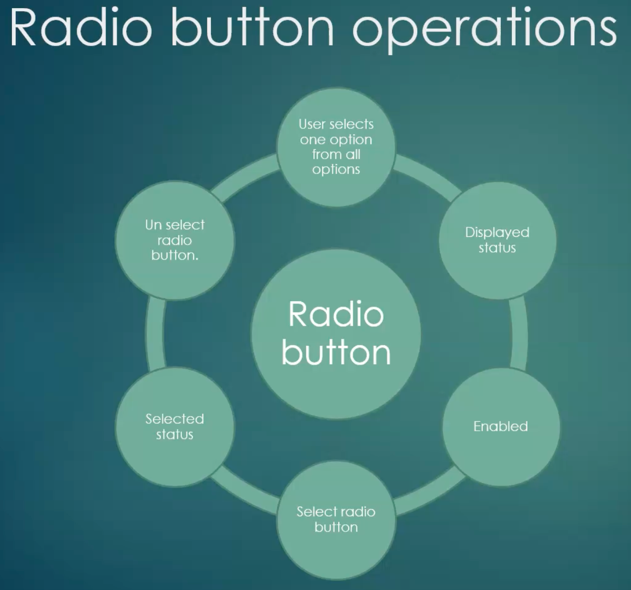 Radio button operations
User selects
one option
from all
options
Displayed
status
Enabled
Select radio
button
Selected
status
Un select
radio
button.
Radio
button